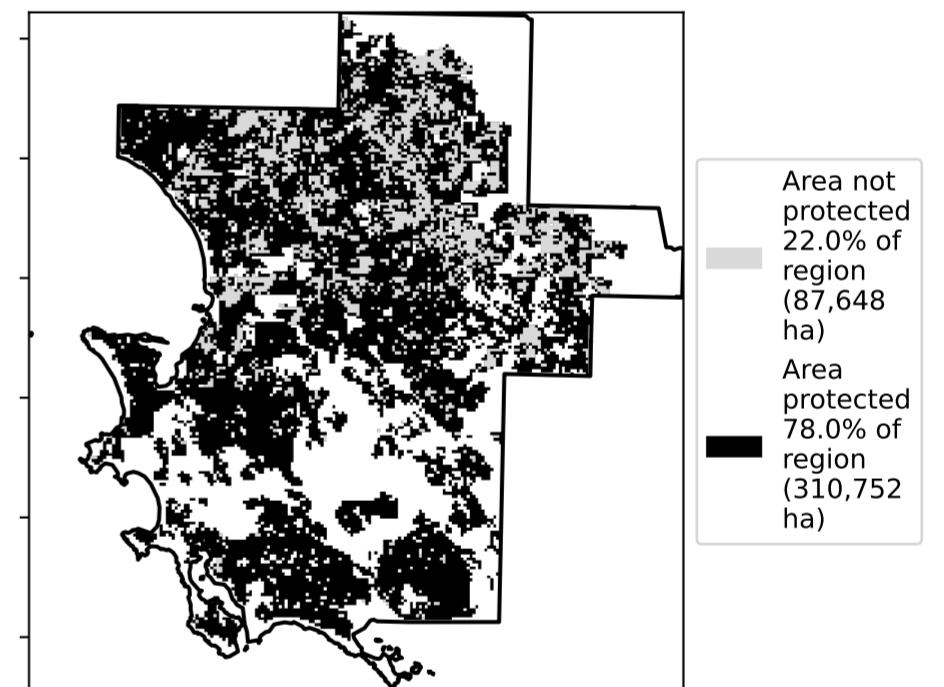 Area not
protected
22.0% of
region
(87,648
ha)
Area
protected
78.0% of
region
(310,752
ha)